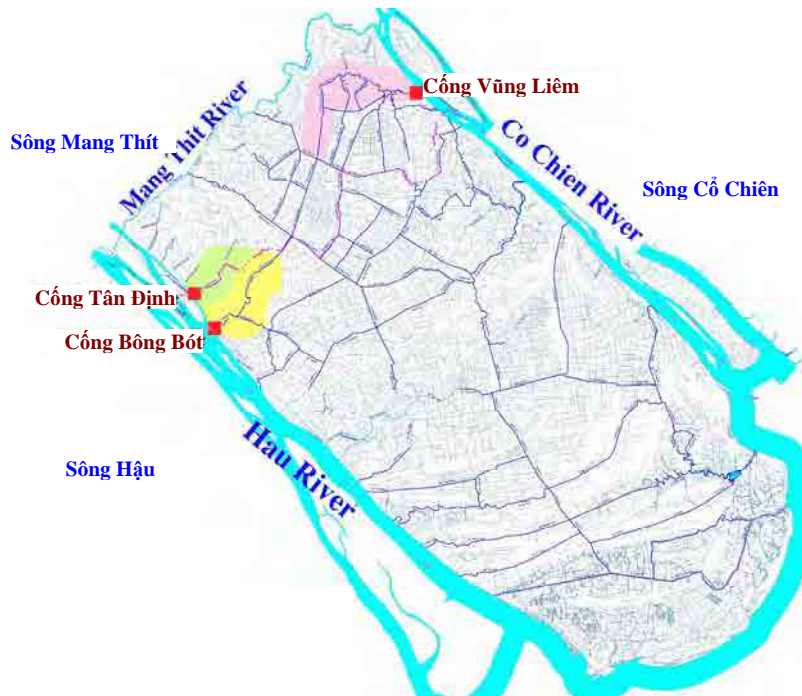 Cống Vũng Liêm
Mang Thit River
Sông Mang Thít
Co Chien River
Sông Cổ Chiên
Cống Tân Định
Cống Bông Bót
Hau River
Sông Hậu